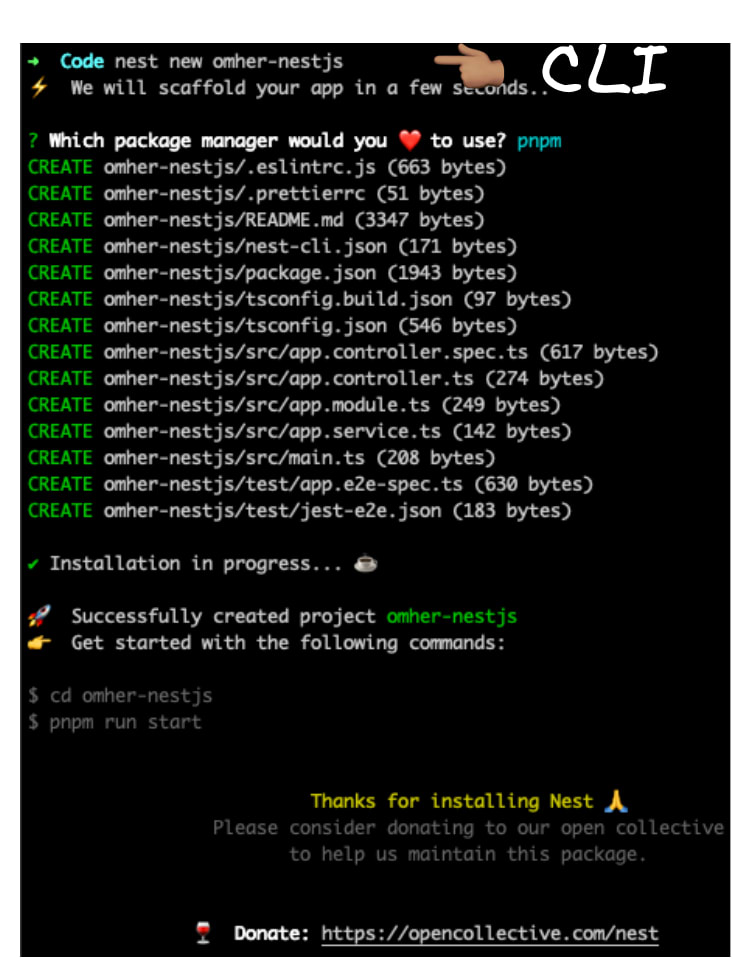 → Code nest new omher-nestjs 👈🏽 CLI
⚡ We will scaffold your app in a few seconds..
? Which package manager would you ❤️ to use? pnpm
CREATE omher-nestjs/.eslintrc.js (663 bytes)
CREATE omher-nestjs/.prettierrc (51 bytes)
CREATE omher-nestjs/README.md (3347 bytes)
CREATE omher-nestjs/nest-cli.json (171 bytes)
CREATE omher-nestjs/package.json (1943 bytes)
CREATE omher-nestjs/tsconfig.build.json (97 bytes)
CREATE omher-nestjs/tsconfig.json (546 bytes)
CREATE omher-nestjs/src/app.controller.spec.ts (617 bytes)
CREATE omher-nestjs/src/app.controller.ts (274 bytes)
CREATE omher-nestjs/src/app.module.ts (249 bytes)
CREATE omher-nestjs/src/app.service.ts (142 bytes)
CREATE omher-nestjs/src/main.ts (208 bytes)
CREATE omher-nestjs/test/app.e2e-spec.ts (630 bytes)
CREATE omher-nestjs/test/jest-e2e.json (183 bytes)
✔ Installation in progress... ☕
🚀 Successfully created project omher-nestjs
👉 Get started with the following commands:
$ cd omher-nestjs
$ pnpm run start
Thanks for installing Nest 🙏
Please consider donating to our open collective
to help us maintain this package.
🍷 Donate: https://opencollective.com/nest